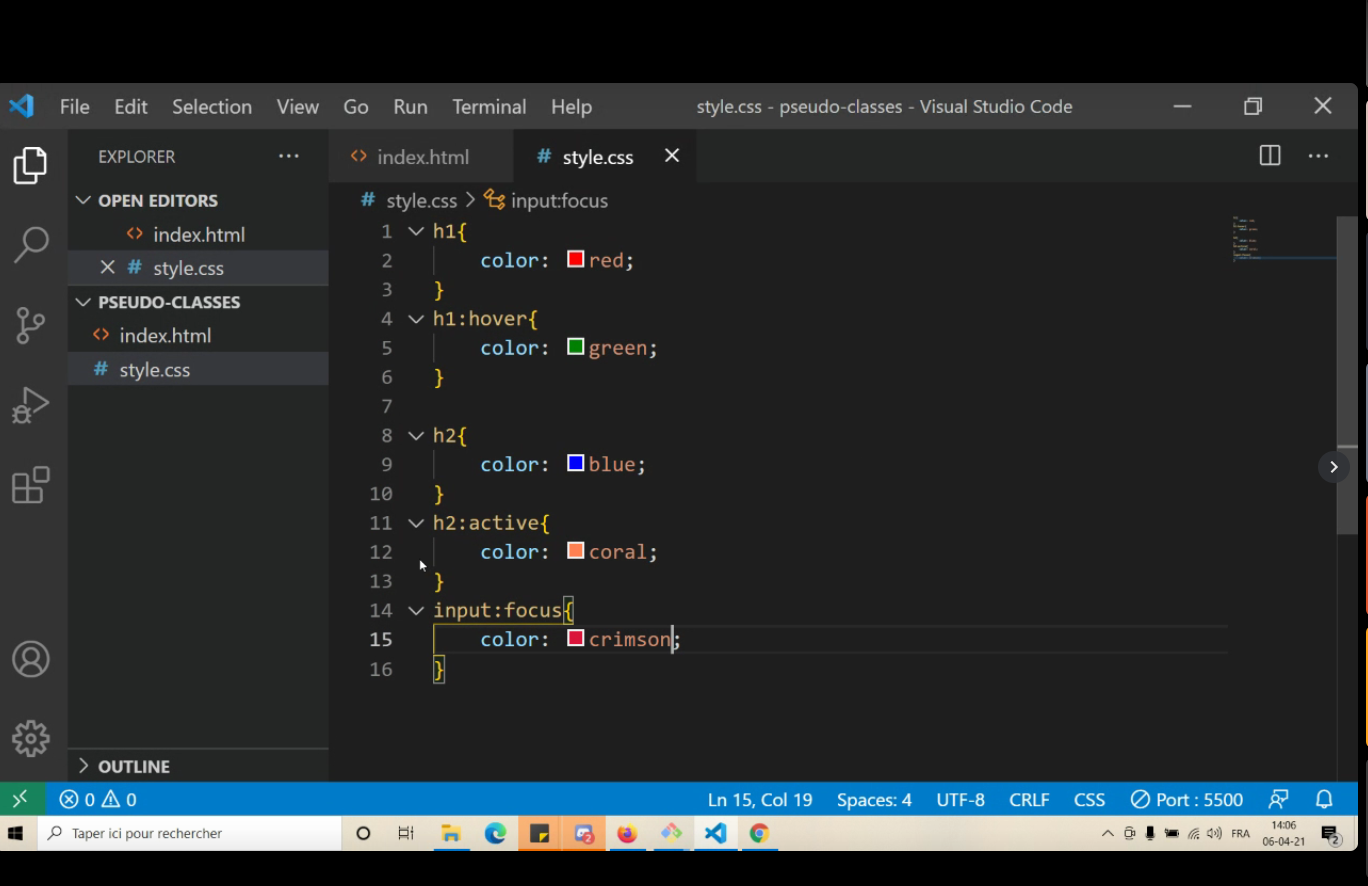 File Edit Selection View Go Run Terminal Help style.css - pseudo-classes - Visual Studio Code
EXPLORER
index.html
style.css
OPEN EDITORS
index.html
style.css
PSEUDO-CLASSES
index.html
style.css
OUTLINE
style.css > input:focus
1 h1{
2 color: red;
3 }
4 h1:hover{
5 color: green;
6 }
7
8 h2{
9 color: blue;
10 }
11 h2:active{
12 color: coral;
13 }
14 input:focus{
15 color: crimson;
16 }
0 0 Ln 15, Col 19 Spaces: 4 UTF-8 CRLF CSS Port : 5500
Taper ici pour rechercher
FRA
14:06
06-04-21
2